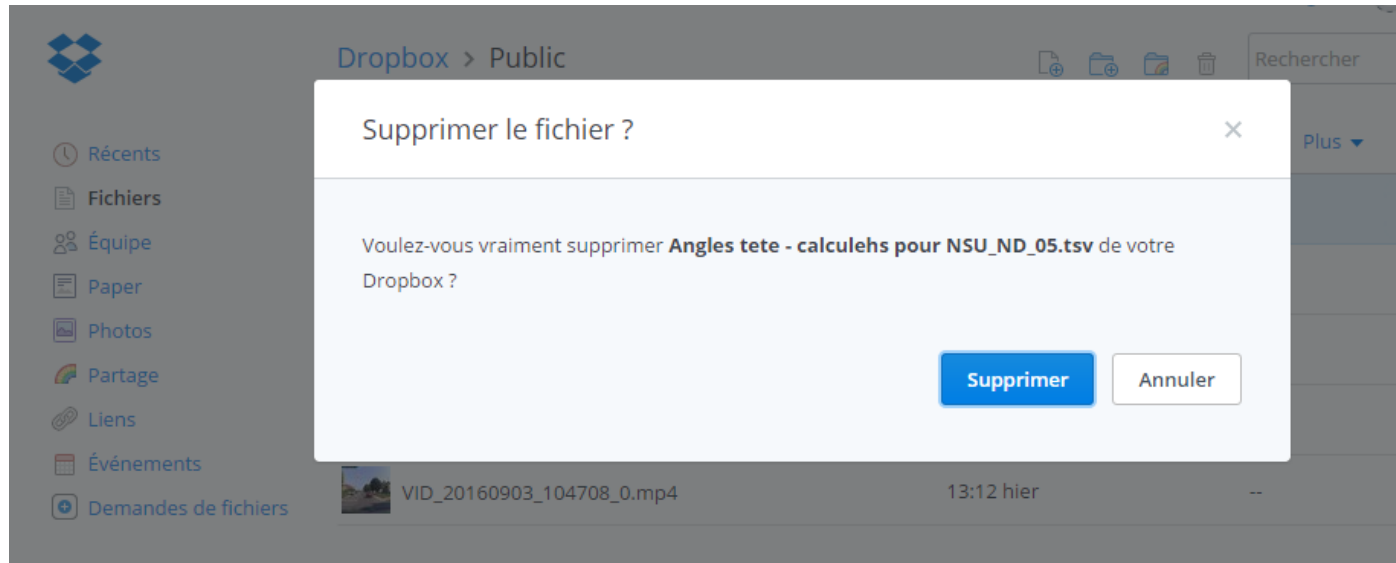 Dropbox > Public
Rechercher
Supprimer le fichier ?
Plus
Récents
Fichiers
Équipe
Paper
Photos
Partage
Liens
Événements
Demandes de fichiers
Voulez-vous vraiment supprimer Angles tete - calculehs pour NSU_ND_05.tsv de votre
Dropbox ?
Supprimer Annuler
VID_20160903_104708_0.mp4 13:12 hier --